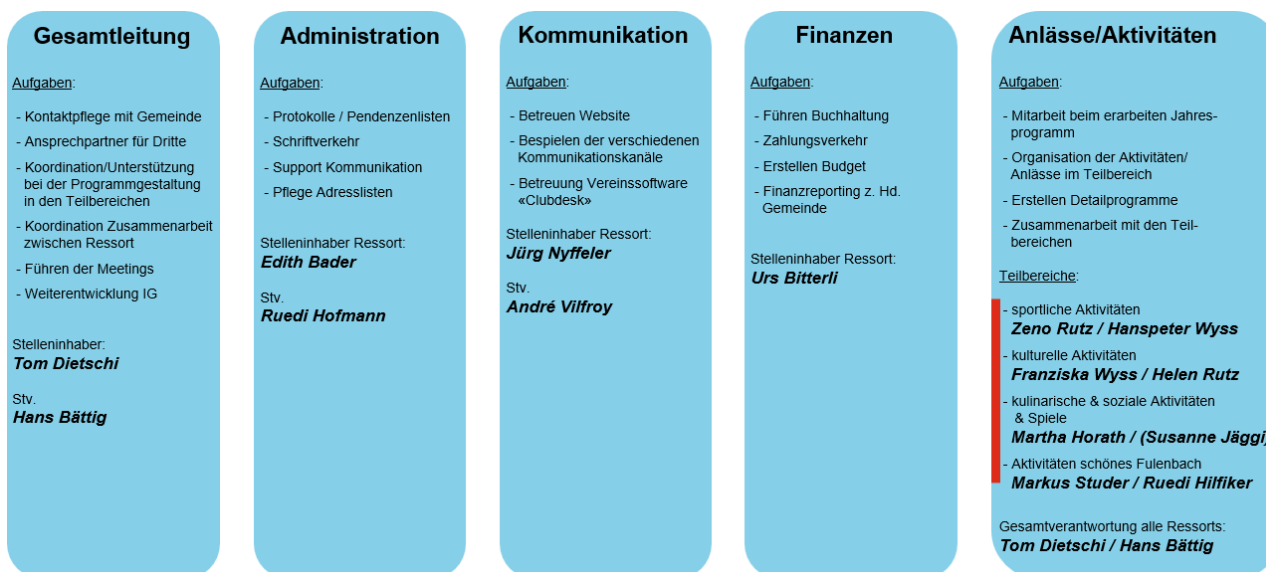 Gesamtleitung
Aufgaben:
- Kontaktpflege mit Gemeinde
- Ansprechpartner für Dritte
- Koordination/Unterstützung
bei der Programmgestaltung
in den Teilbereichen
- Koordination Zusammenarbeit
zwischen Ressort
- Führen der Meetings
- Weiterentwicklung IG
Stelleninhaber:
Tom Dietschi
Stv.
Hans Bättig
Administration
Aufgaben:
- Protokolle / Pendenzenlisten
- Schriftverkehr
- Support Kommunikation
- Pflege Adresslisten
Stelleninhaber Ressort:
Edith Bader
Stv.
Ruedi Hofmann
Kommunikation
Aufgaben:
- Betreuen Website
- Bespielen der verschiedenen
Kommunikationskanäle
- Betreuung Vereinssoftware
«Clubdesk»
Stelleninhaber Ressort:
Jürg Nyffeler
Stv.
André Vilfroy
Finanzen
Aufgaben:
- Führen Buchhaltung
- Zahlungsverkehr
- Erstellen Budget
- Finanzreporting z. Hd.
Gemeinde
Stelleninhaber Ressort:
Urs Bitterli
Anlässe/Aktivitäten
Aufgaben:
- Mitarbeit beim erarbeiten Jahres-
programm
- Organisation der Aktivitäten/
Anlässe im Teilbereich
- Erstellen Detailprogramme
- Zusammenarbeit mit den Teil-
bereichen
Teilbereiche:
- sportliche Aktivitäten
Zeno Rutz / Hanspeter Wyss
- kulturelle Aktivitäten
Franziska Wyss / Helen Rutz
- kulinarische & soziale Aktivitäten
& Spiele
Martha Horath / (Susanne Jäggi)
- Aktivitäten schönes Fulenbach
Markus Studer / Ruedi Hilfiker
Gesamtverantwortung alle Ressorts:
Tom Dietschi / Hans Bättig